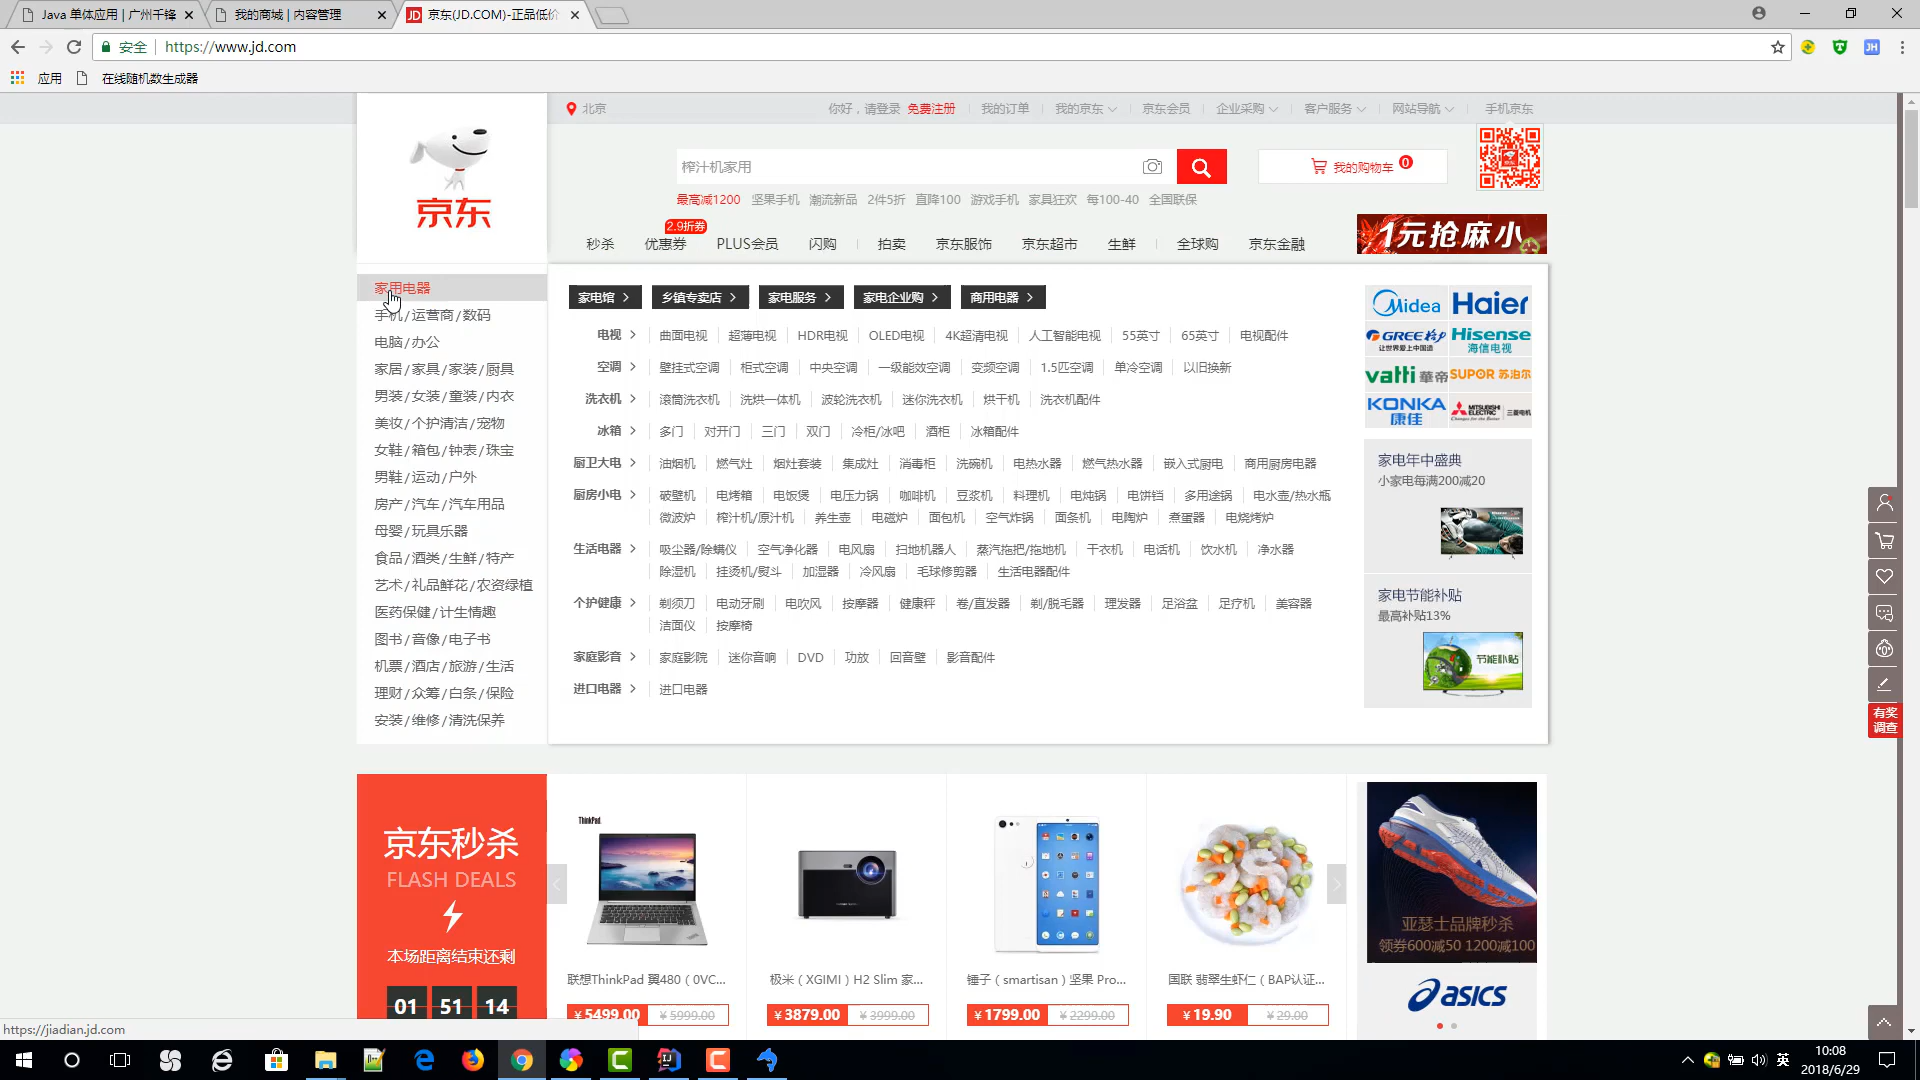 Java 单体应用 | 广州千锋
我的商城 | 内容管理
京东(JD.COM)-正品低价
安全 https://www.jd.com
应用 在线随机数生成器
北京 你好，请登录 免费注册 我的订单 我的京东 京东会员 企业采购 客户服务 网站导航 手机京东
京东
榨汁机家用 我的购物车 0
最高减1200 坚果手机 潮流新品 2件5折 直降100 游戏手机 家具狂欢 每100-40 全国联保
2.9折券
秒杀 优惠券 PLUS会员 闪购 拍卖 京东服饰 京东超市 生鲜 全球购 京东金融
1元抢麻小
家用电器
手机/运营商/数码
电脑/办公
家居/家具/家装/厨具
男装/女装/童装/内衣
美妆/个护清洁/宠物
女鞋/箱包/钟表/珠宝
男鞋/运动/户外
房产/汽车/汽车用品
母婴/玩具乐器
食品/酒类/生鲜/特产
艺术/礼品鲜花/农资绿植
医药保健/计生情趣
图书/音像/电子书
机票/酒店/旅游/生活
理财/众筹/白条/保险
安装/维修/清洗保养
家电馆 乡镇专卖店 家电服务 家电企业购 商用电器
电视 曲面电视 超薄电视 HDR电视 OLED电视 4K超清电视 人工智能电视 55英寸 65英寸 电视配件
空调 壁挂式空调 柜式空调 中央空调 一级能效空调 变频空调 1.5匹空调 单冷空调 以旧换新
洗衣机 滚筒洗衣机 洗烘一体机 波轮洗衣机 迷你洗衣机 烘干机 洗衣机配件
冰箱 多门 对开门 三门 双门 冷柜/冰吧 酒柜 冰箱配件
厨卫大电 油烟机 燃气灶 烟灶套装 集成灶 消毒柜 洗碗机 电热水器 燃气热水器 嵌入式厨电 商用厨房电器
厨房小电 破壁机 电烤箱 电饭煲 电压力锅 咖啡机 豆浆机 料理机 电炖锅 电饼铛 多用途锅 电水壶/热水瓶
微波炉 榨汁机/原汁机 养生壶 电磁炉 面包机 空气炸锅 面条机 电陶炉 煮蛋器 电烧烤炉
生活电器 吸尘器/除螨仪 空气净化器 电风扇 扫地机器人 蒸汽拖把/拖地机 干衣机 电话机 饮水机 净水器
除湿机 挂烫机/熨斗 加湿器 冷风扇 毛球修剪器 生活电器配件
个护健康 剃须刀 电动牙刷 电吹风 按摩器 健康秤 卷/直发器 剃/脱毛器 理发器 足浴盆 足疗机 美容器
洁面仪 按摩椅
家庭影音 家庭影院 迷你音响 DVD 功放 回音壁 影音配件
进口电器 进口电器
Midea Haier
GREE格力 让世界爱上中国造 Hisense 海信电视
vatti 華帝 SUPOR 苏泊尔
KONKA 康佳 MITSUBISHI ELECTRIC 三菱电机
家电年中盛典
小家电每满200减20
家电节能补贴
最高补贴13%
节能补贴
有奖
调查
京东秒杀
FLASH DEALS
本场距离结束还剩
01 51 14
ThinkPad
联想ThinkPad 翼480（0VC...
¥5499.00 ¥5999.00
极米（XGIMI）H2 Slim 家...
¥3879.00 ¥3999.00
锤子（smartisan）坚果 Pro...
¥1799.00 ¥2299.00
国联 翡翠生虾仁（BAP认证...
¥19.90 ¥29.00
亚瑟士品牌秒杀
领券600减50 1200减100
asics
https://jiadian.jd.com
英
10:08
2018/6/29